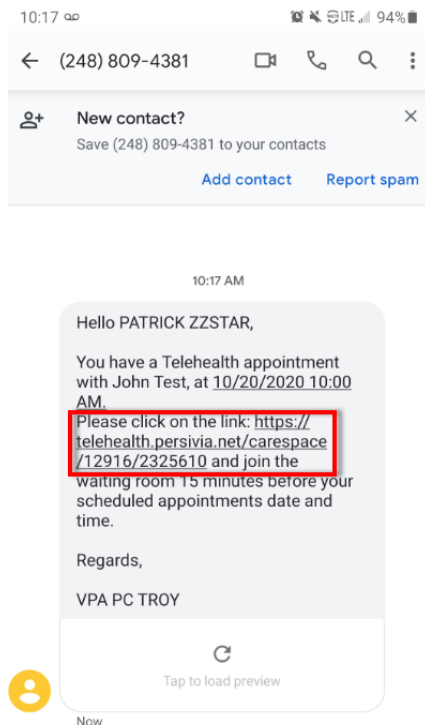 10:17 LTE 94%
(248) 809-4381
New contact?
Save (248) 809-4381 to your contacts
Add contact Report spam
10:17 AM
Hello PATRICK ZZSTAR,
You have a Telehealth appointment
with John Test, at 10/20/2020 10:00
AM.
Please click on the link: https://
telehealth.persivia.net/carespace
/12916/2325610 and join the
waiting room 15 minutes before your
scheduled appointments date and
time.
Regards,
VPA PC TROY
Tap to load preview
Now